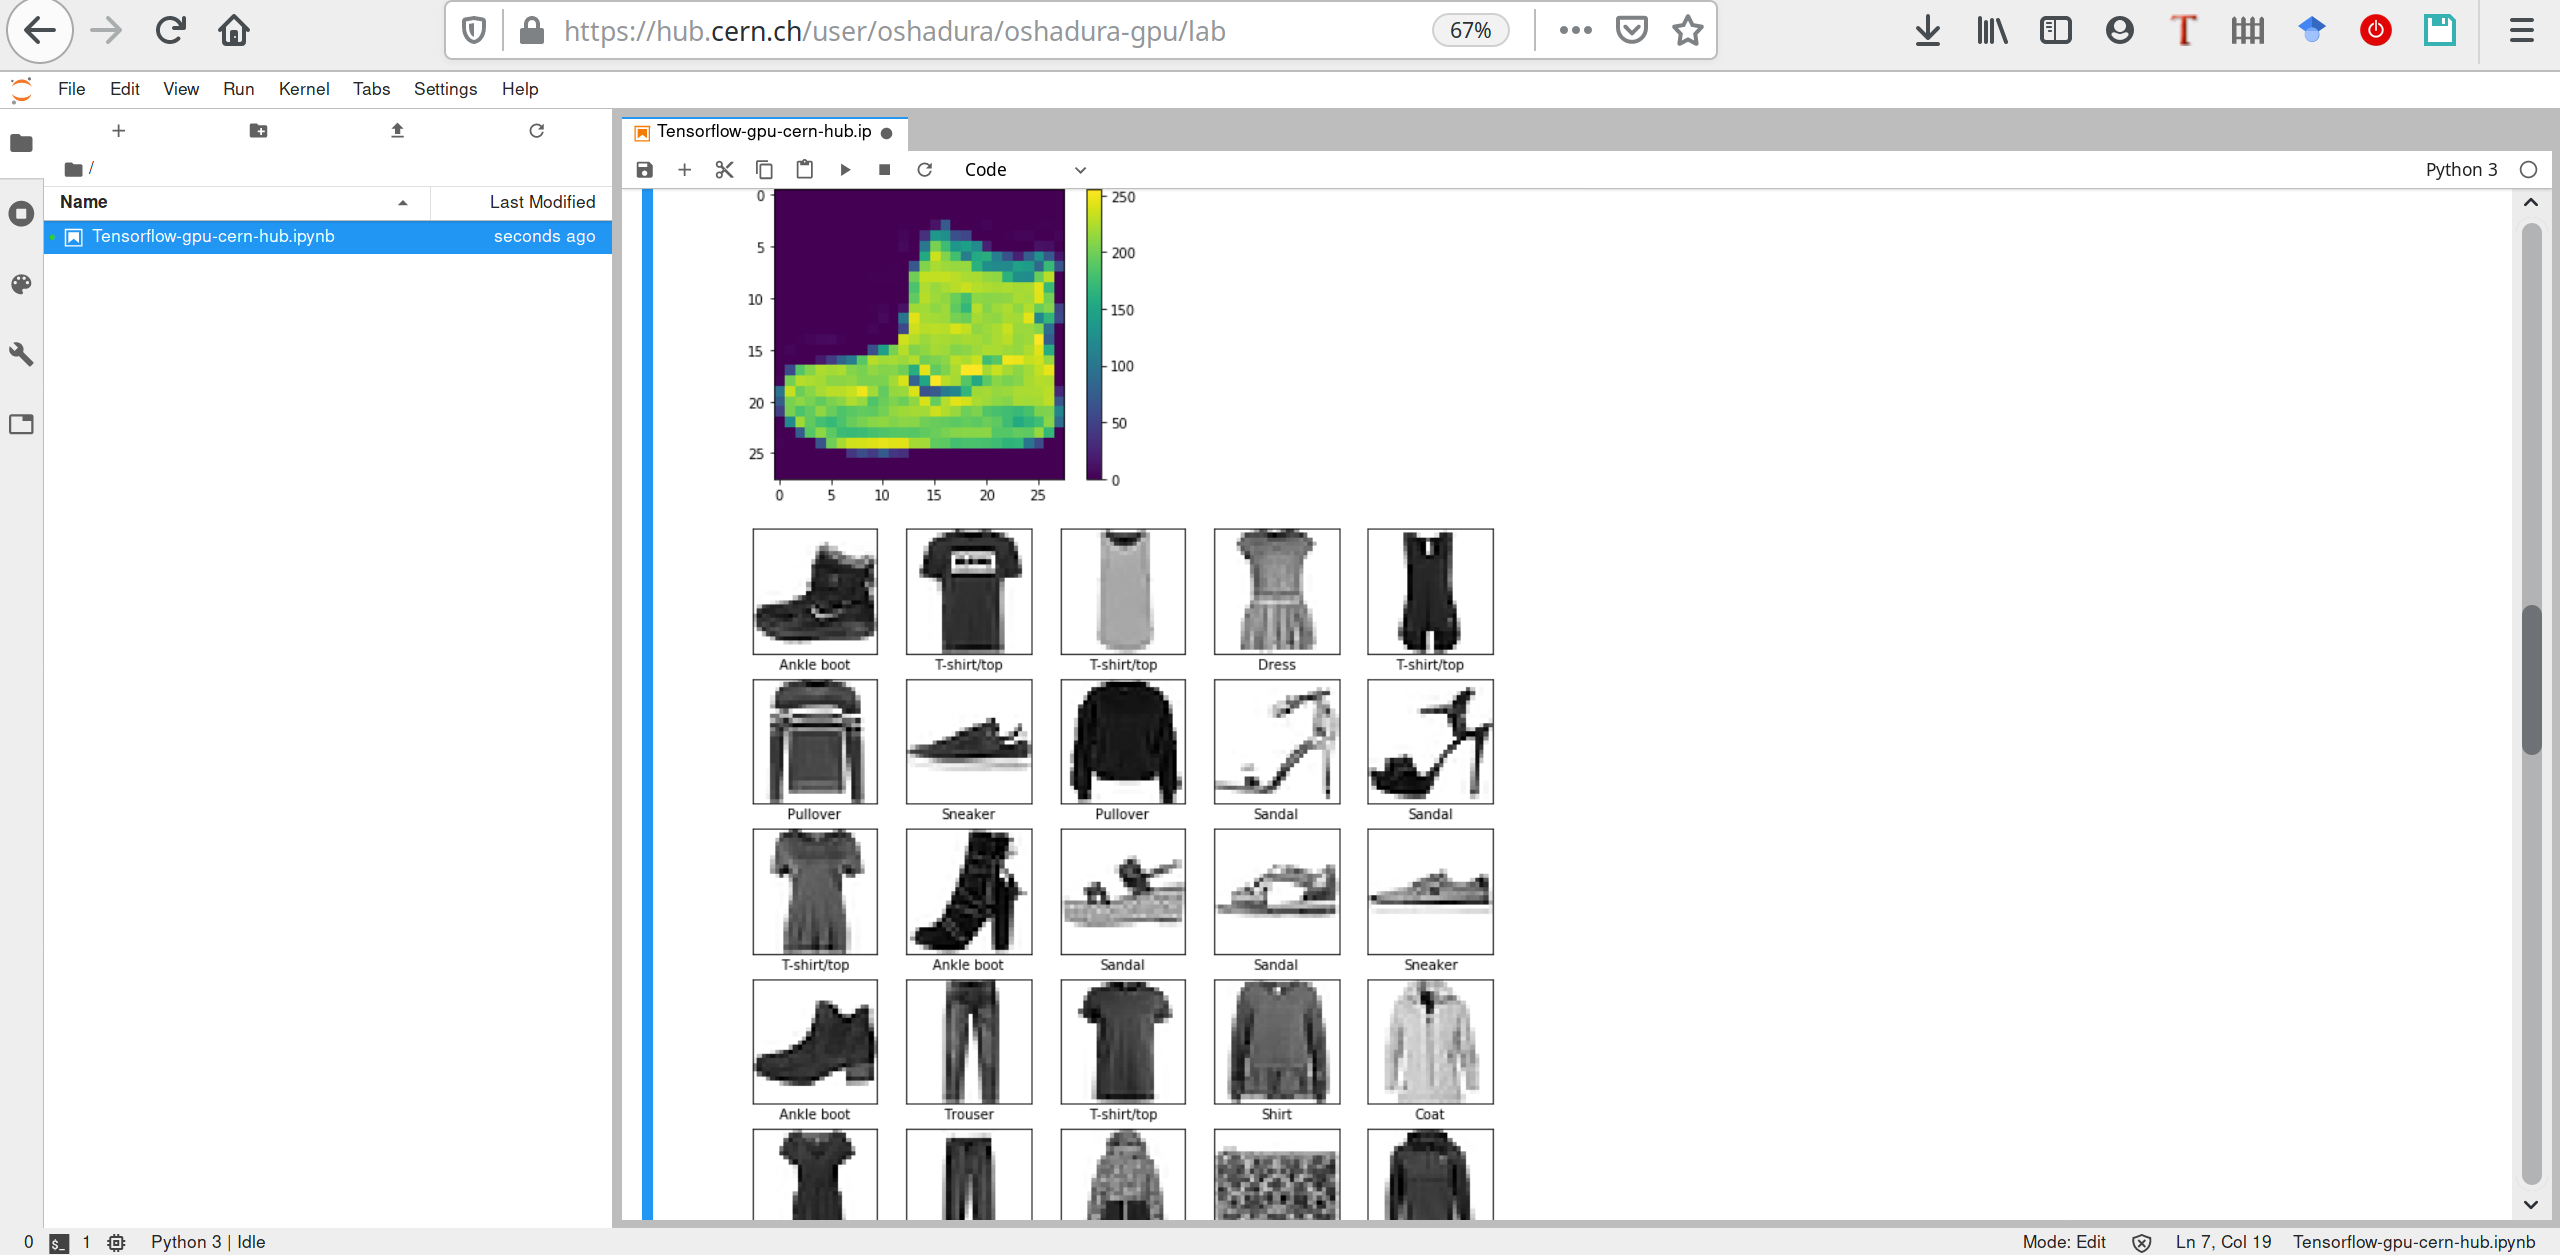 https://hub.cern.ch/user/oshadura/oshadura-gpu/lab
67%
T
File Edit View Run Kernel Tabs Settings Help
Tensorflow-gpu-cern-hub.ip
/
Code
Python 3
Name Last Modified
Tensorflow-gpu-cern-hub.ipynb seconds ago
0
5
10
15
20
25
0 5 10 15 20 25
250
200
150
100
50
0
Ankle boot T-shirt/top T-shirt/top Dress T-shirt/top
Pullover Sneaker Pullover Sandal Sandal
T-shirt/top Ankle boot Sandal Sandal Sneaker
Ankle boot Trouser T-shirt/top Shirt Coat
0 $_ 1 Python 3 | Idle Mode: Edit Ln 7, Col 19 Tensorflow-gpu-cern-hub.ipynb